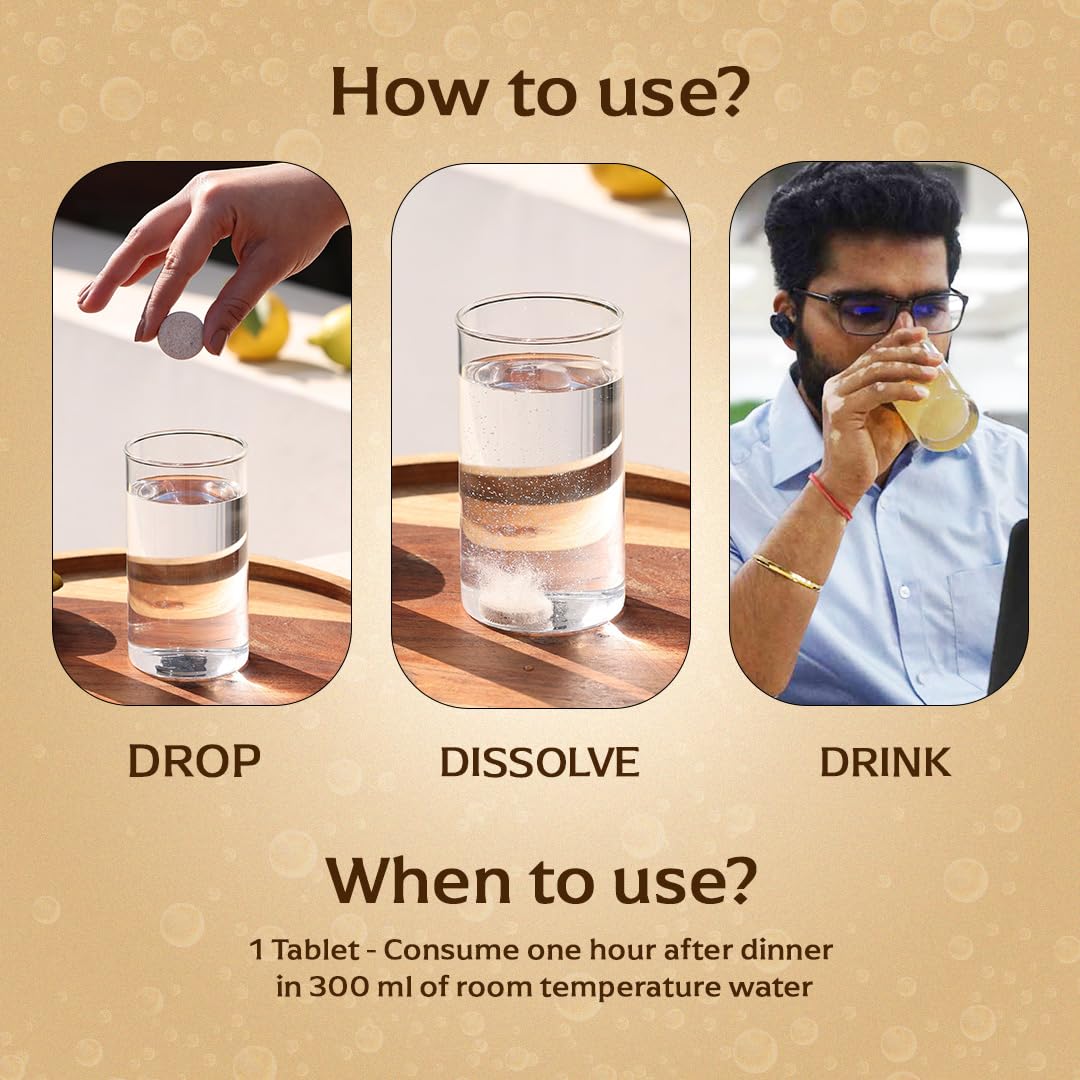 How to use?
DROP
DISSOLVE
DRINK
When to use?
1 Tablet - Consume one hour after dinner
in 300 ml of room temperature water